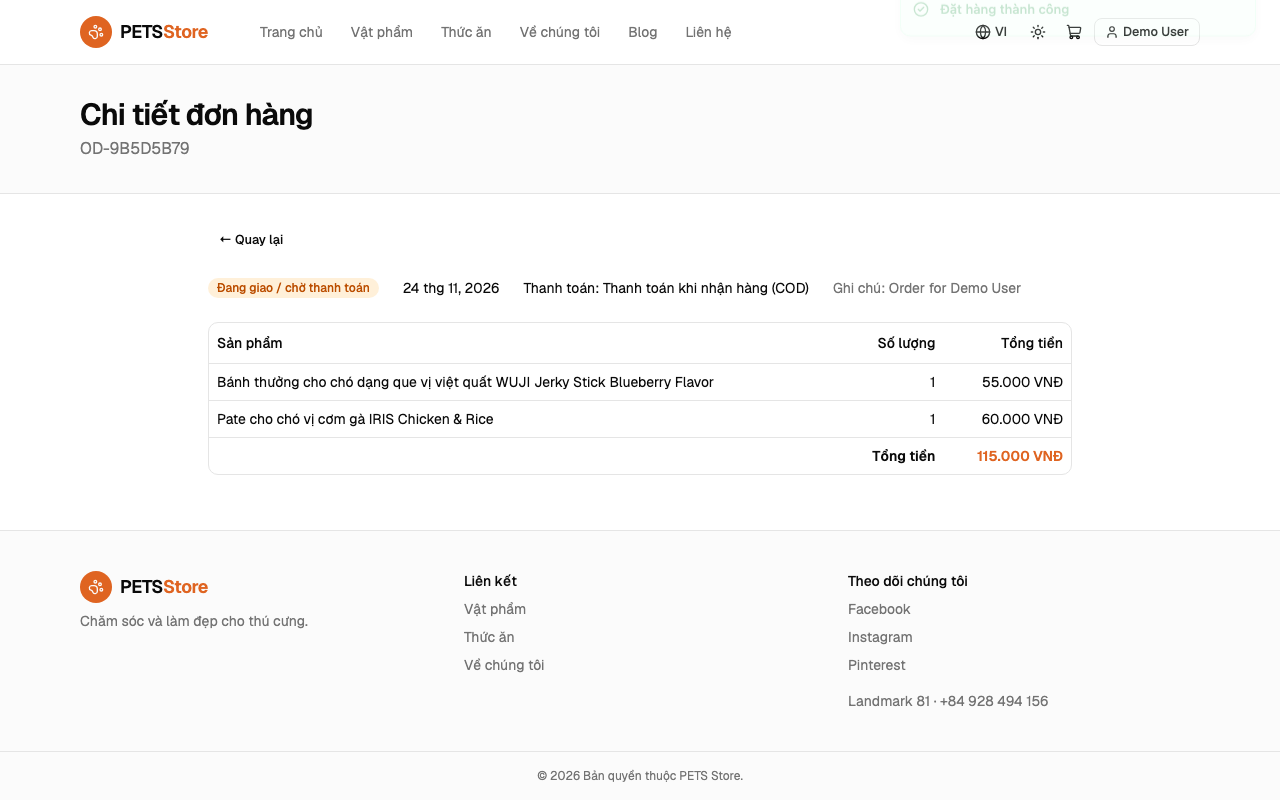 PETSStore
Trang chủ
Vật phẩm
Thức ăn
Về chúng tôi
Blog
Liên hệ
Đặt hàng thành công
VI
Demo User
Chi tiết đơn hàng
OD-9B5D5B79
← Quay lại
Đang giao / chờ thanh toán
24 thg 11, 2026
Thanh toán: Thanh toán khi nhận hàng (COD)
Ghi chú: Order for Demo User
Sản phẩm Số lượng Tổng tiền
Bánh thưởng cho chó dạng que vị việt quất WUJI Jerky Stick Blueberry Flavor 1 55.000 VNĐ
Pate cho chó vị cơm gà IRIS Chicken & Rice 1 60.000 VNĐ
Tổng tiền 115.000 VNĐ
PETSStore
Chăm sóc và làm đẹp cho thú cưng.
Liên kết
Vật phẩm
Thức ăn
Về chúng tôi
Theo dõi chúng tôi
Facebook
Instagram
Pinterest
Landmark 81 · +84 928 494 156
© 2026 Bản quyền thuộc PETS Store.